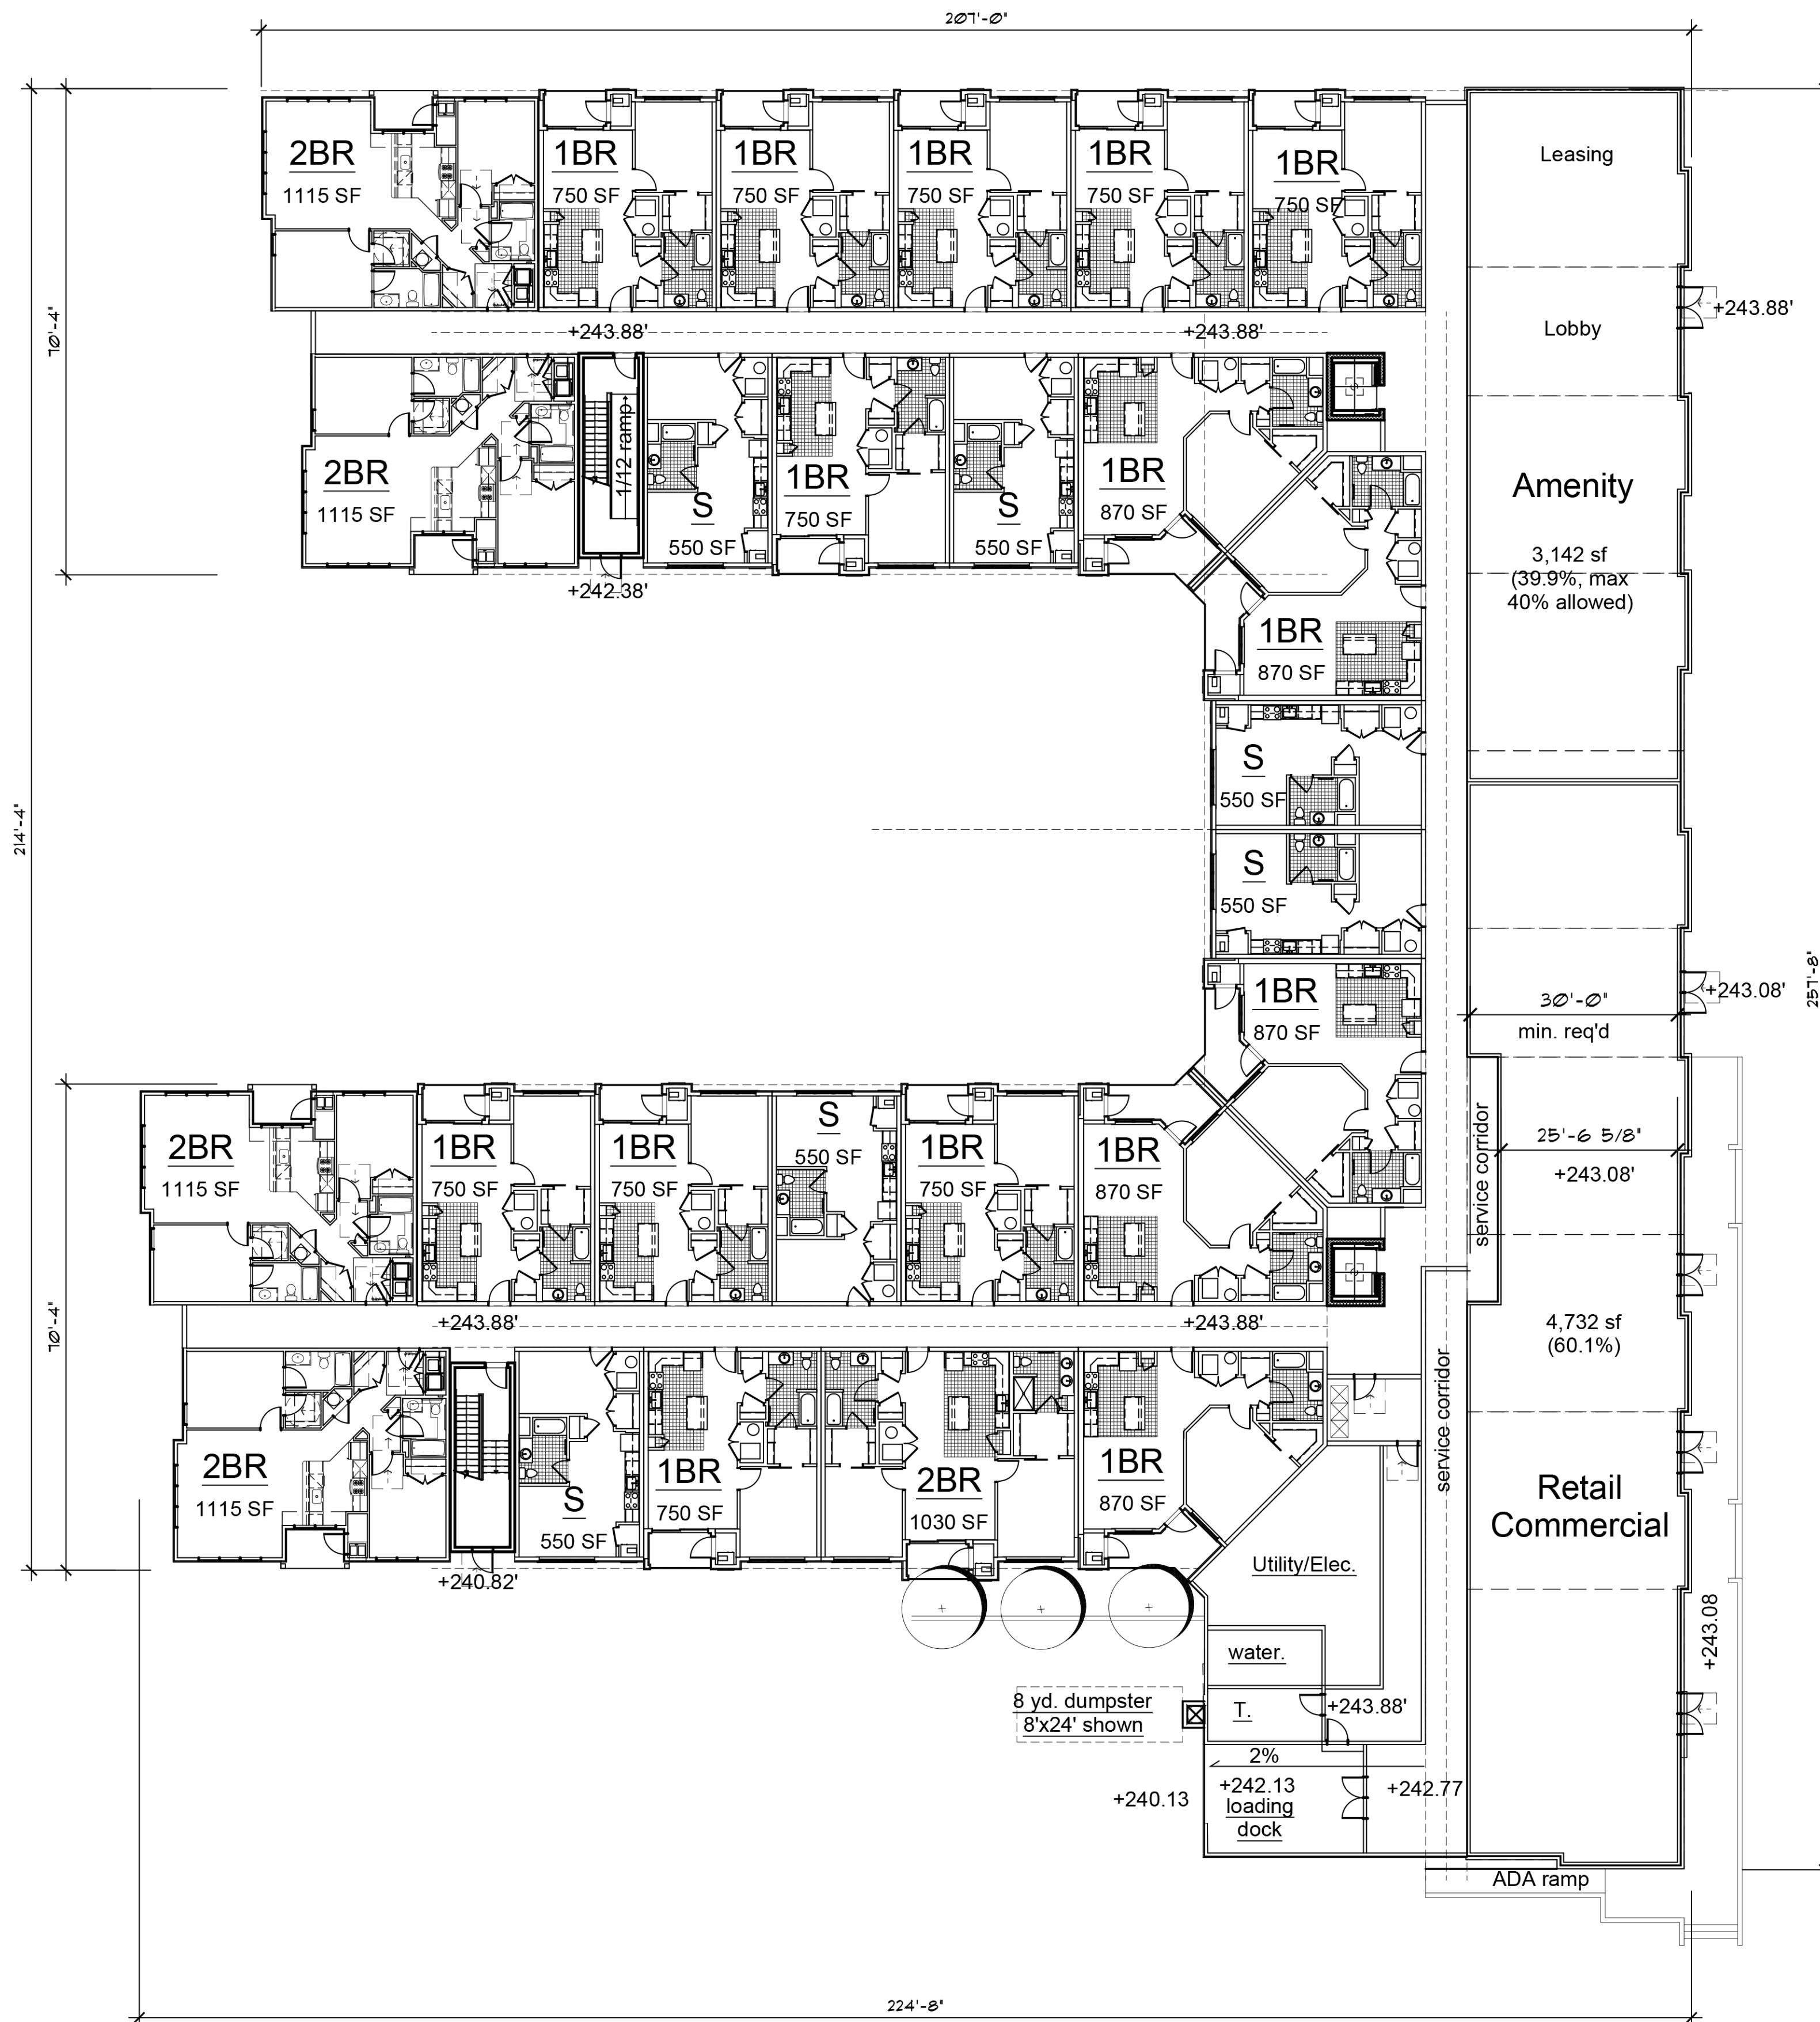 207'-0"
2BR
1115 SF
1BR
750 SF
1BR
750 SF
1BR
750 SF
1BR
750 SF
1BR
750 SF
Leasing
+243.88'
+243.88'
Lobby
+243.88'
70'-4"
2BR
1115 SF
1/12 ramp
S
550 SF
1BR
750 SF
S
550 SF
1BR
870 SF
+242.38'
Amenity
3,142 sf
(39.9%, max
40% allowed)
1BR
870 SF
S
550 SF
S
550 SF
214'-4"
257'-8"
1BR
870 SF
30'-0"
min. req'd
+243.08'
2BR
1115 SF
1BR
750 SF
1BR
750 SF
S
550 SF
1BR
750 SF
1BR
870 SF
service corridor
25'-6 5/8"
+243.08'
+243.88'
+243.88'
4,732 sf
(60.1%)
70'-4"
2BR
1115 SF
S
550 SF
1BR
750 SF
2BR
1030 SF
1BR
870 SF
service corridor
Retail
Commercial
+240.82'
Utility/Elec.
water.
+243.08
8 yd. dumpster
8'x24' shown
T.
+243.88'
2%
+240.13
+242.13
loading
dock
+242.77
ADA ramp
224'-8"